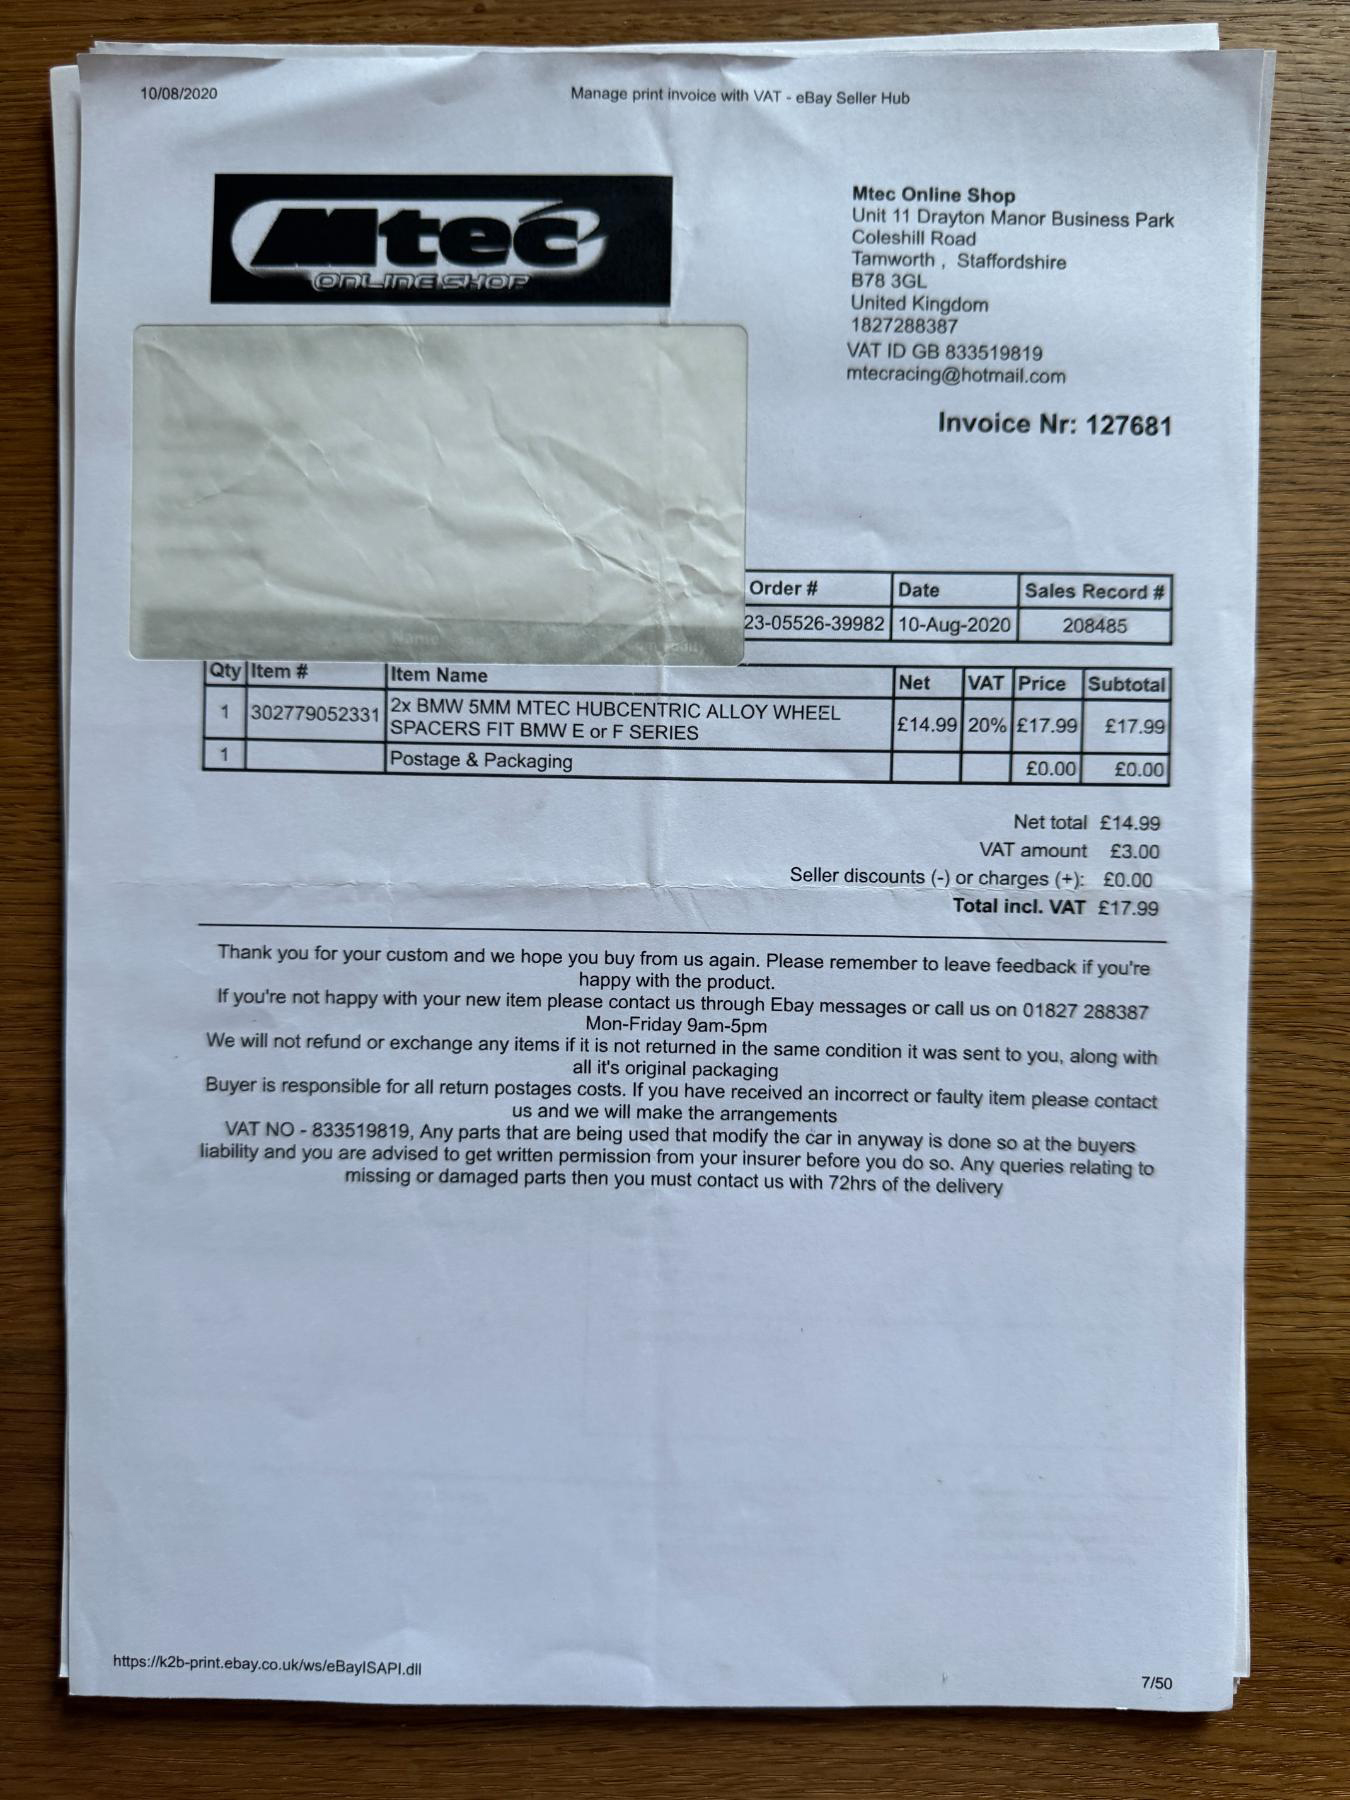 10/08/2020 Manage print invoice with VAT - eBay Seller Hub
Mtec
ONLINE SHOP
Mtec Online Shop
Unit 11 Drayton Manor Business Park
Coleshill Road
Tamworth , Staffordshire
B78 3GL
United Kingdom
1827288387
VAT ID GB 833519819
mtecracing@hotmail.com
Invoice Nr: 127681
Order # Date Sales Record #
23-05526-39982 10-Aug-2020 208485
Qty Item # Item Name Net VAT Price Subtotal
1 302779052331 2x BMW 5MM MTEC HUBCENTRIC ALLOY WHEEL £14.99 20% £17.99 £17.99
SPACERS FIT BMW E or F SERIES
1 Postage & Packaging £0.00 £0.00
Net total £14.99
VAT amount £3.00
Seller discounts (-) or charges (+): £0.00
Total incl. VAT £17.99
Thank you for your custom and we hope you buy from us again. Please remember to leave feedback if you're
happy with the product.
If you're not happy with your new item please contact us through Ebay messages or call us on 01827 288387
Mon-Friday 9am-5pm
We will not refund or exchange any items if it is not returned in the same condition it was sent to you, along with
all it's original packaging
Buyer is responsible for all return postages costs. If you have received an incorrect or faulty item please contact
us and we will make the arrangements
VAT NO - 833519819, Any parts that are being used that modify the car in anyway is done so at the buyers
liability and you are advised to get written permission from your insurer before you do so. Any queries relating to
missing or damaged parts then you must contact us with 72hrs of the delivery
https://k2b-print.ebay.co.uk/ws/eBayISAPI.dll 7/50